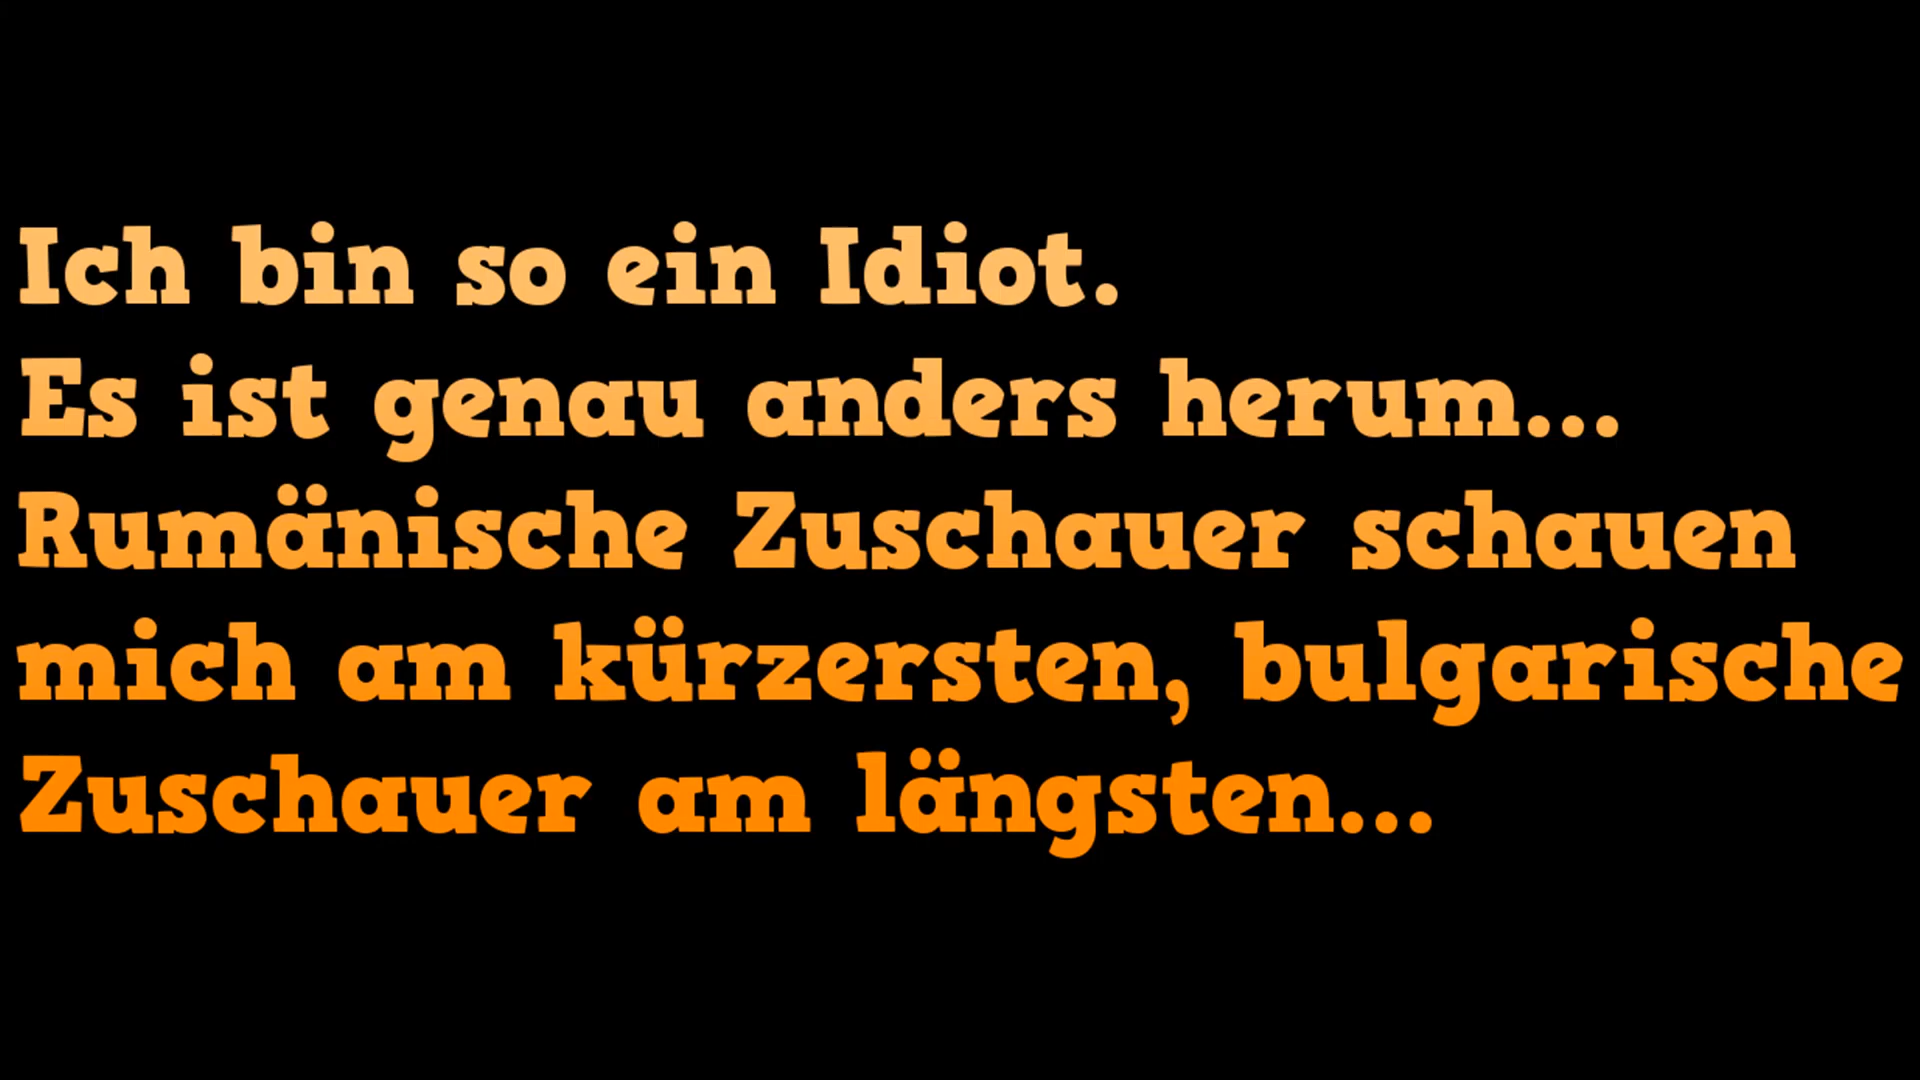 Ich bin so ein Idiot.
Es ist genau anders herum...
Rumänische Zuschauer schauen
mich am kürzersten, bulgarische
Zuschauer am längsten...